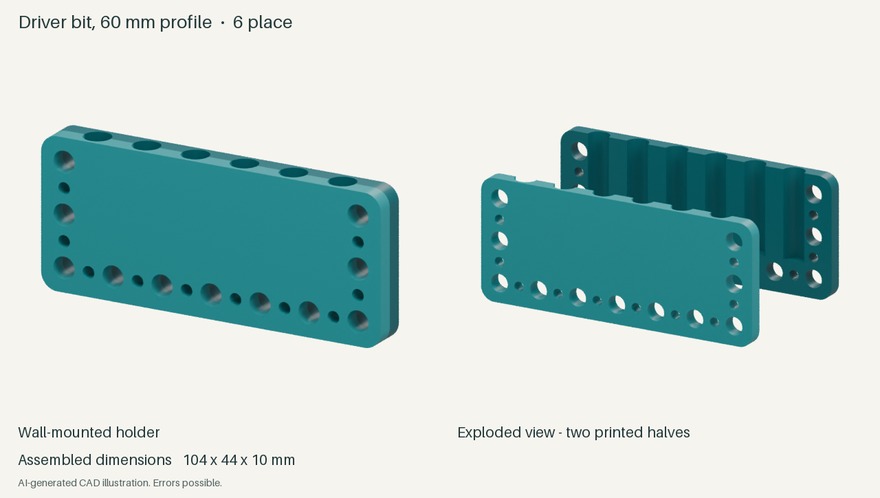 Driver bit, 60 mm profile · 6 place
Wall-mounted holder
Exploded view - two printed halves
Assembled dimensions 104 x 44 x 10 mm
AI-generated CAD illustration. Errors possible.